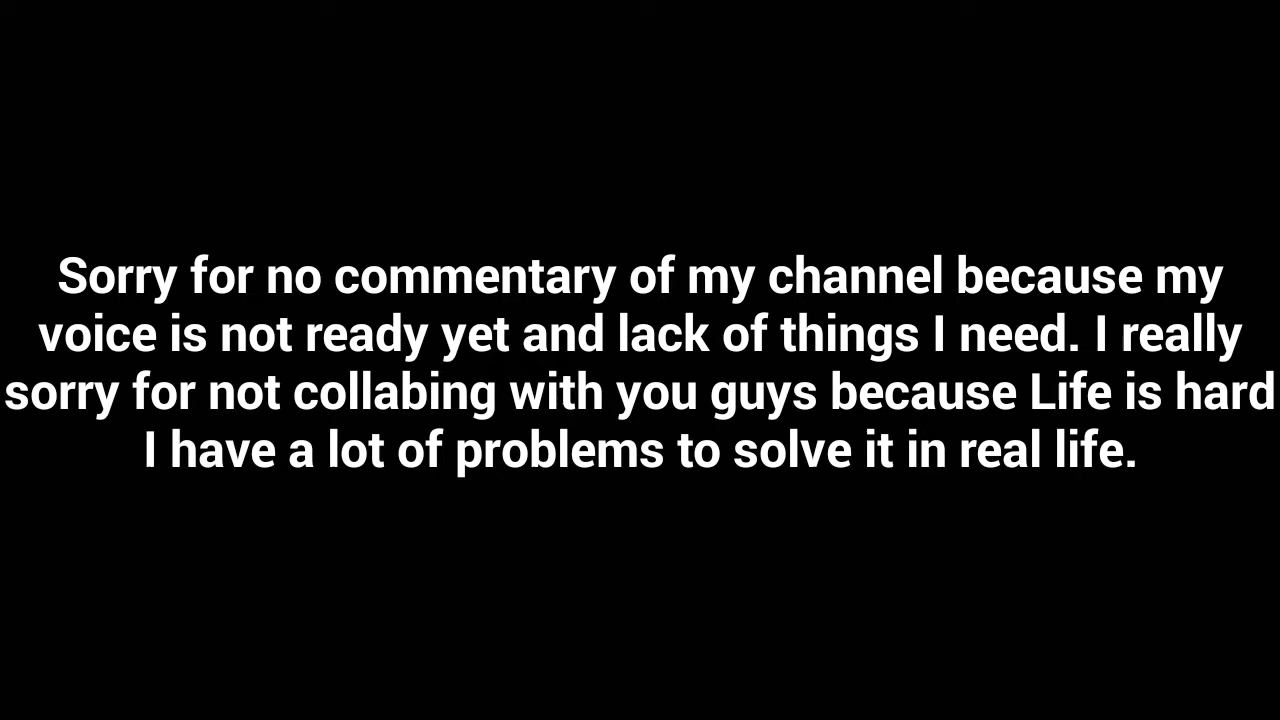 Sorry for no commentary of my channel because my
voice is not ready yet and lack of things I need. I really
sorry for not collabing with you guys because Life is hard
I have a lot of problems to solve it in real life.